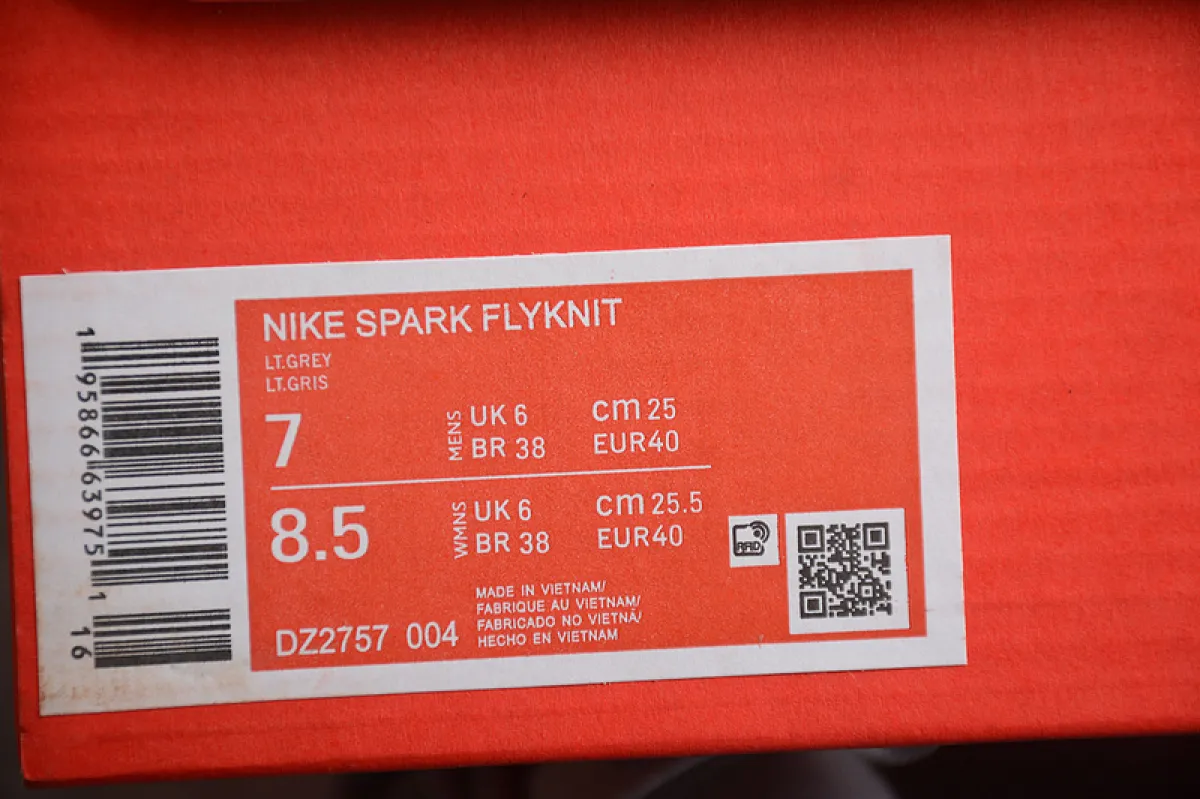 1 95866 63975 1 16
NIKE SPARK FLYKNIT
LT.GREY
LT.GRIS
7
MENS
UK 6 cm 25
BR 38 EUR40
8.5
WMNS
UK 6 cm 25.5
BR 38 EUR40
RFID
DZ2757 004
MADE IN VIETNAM/
FABRIQUE AU VIETNAM/
FABRICADO NO VIETNÃ/
HECHO EN VIETNAM